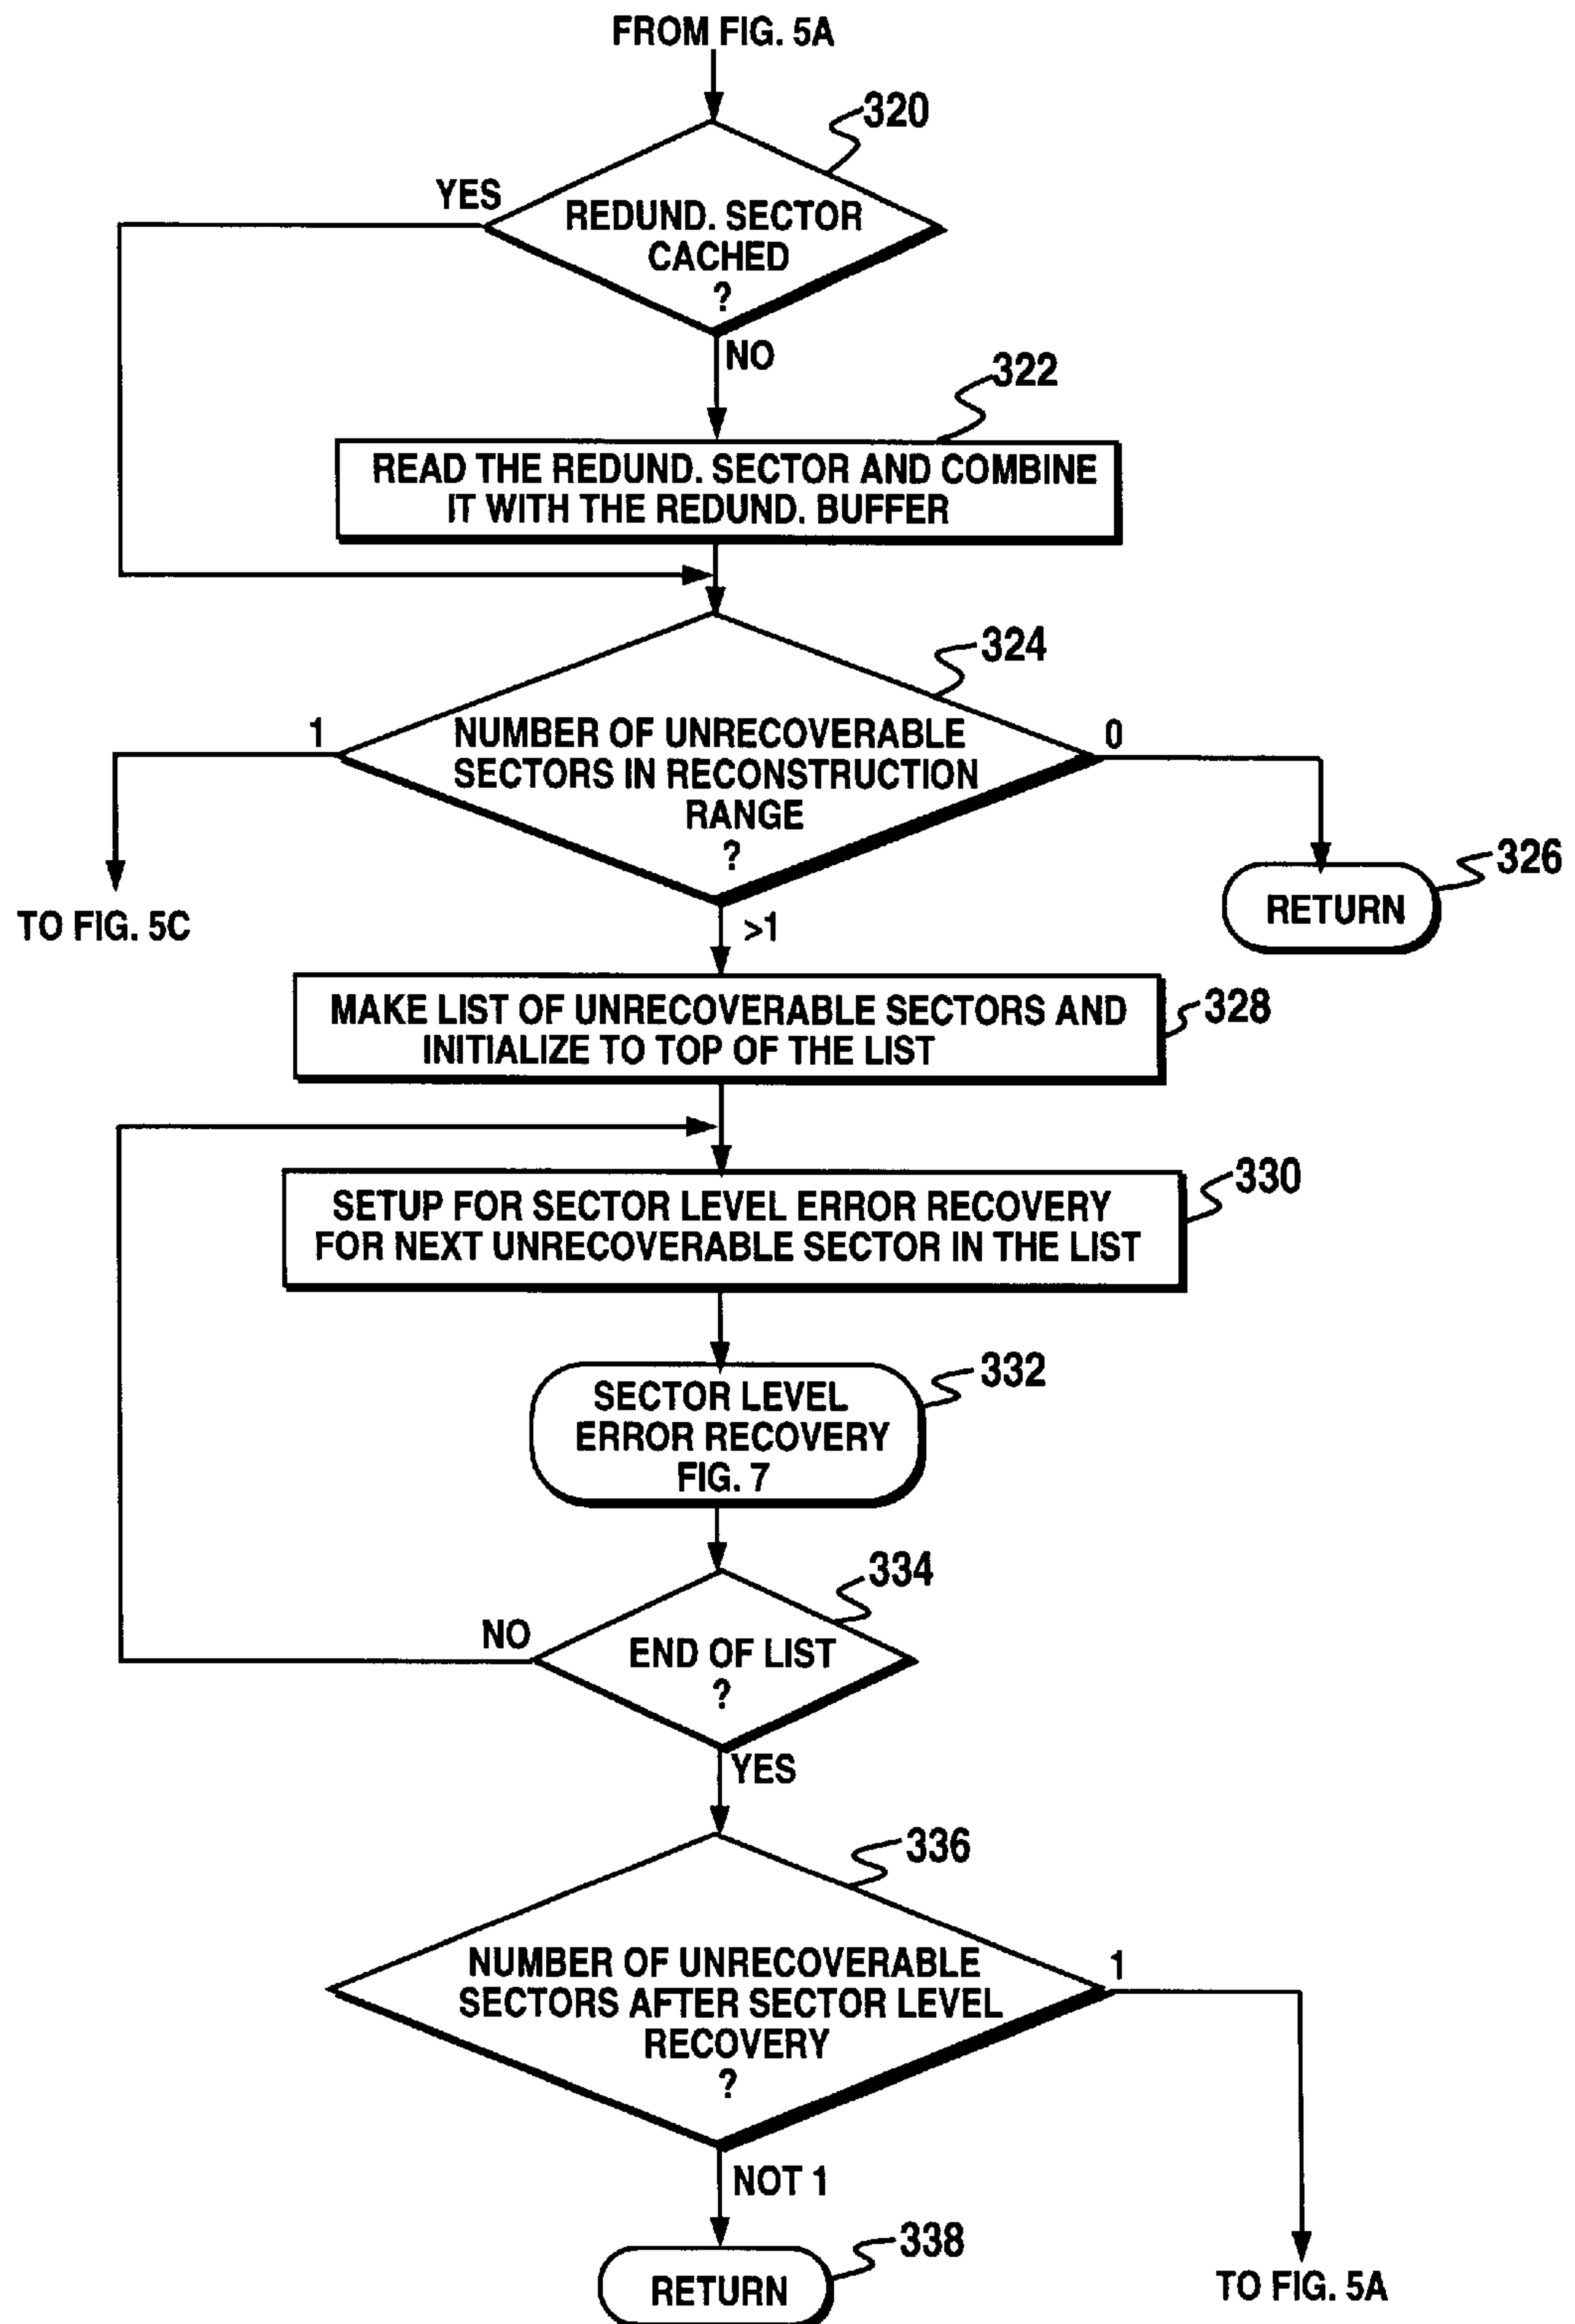 FROM FIG. 5A
320
YES
REDUND. SECTOR
CACHED
?
NO
322
READ THE REDUND. SECTOR AND COMBINE
IT WITH THE REDUND. BUFFER
324
1
NUMBER OF UNRECOVERABLE
SECTORS IN RECONSTRUCTION
RANGE
?
0
326
RETURN
TO FIG. 5C
>1
328
MAKE LIST OF UNRECOVERABLE SECTORS AND
INITIALIZE TO TOP OF THE LIST
330
SETUP FOR SECTOR LEVEL ERROR RECOVERY
FOR NEXT UNRECOVERABLE SECTOR IN THE LIST
332
SECTOR LEVEL
ERROR RECOVERY
FIG. 7
334
NO
END OF LIST
?
YES
336
NUMBER OF UNRECOVERABLE
SECTORS AFTER SECTOR LEVEL
RECOVERY
?
1
NOT 1
338
RETURN
TO FIG. 5A